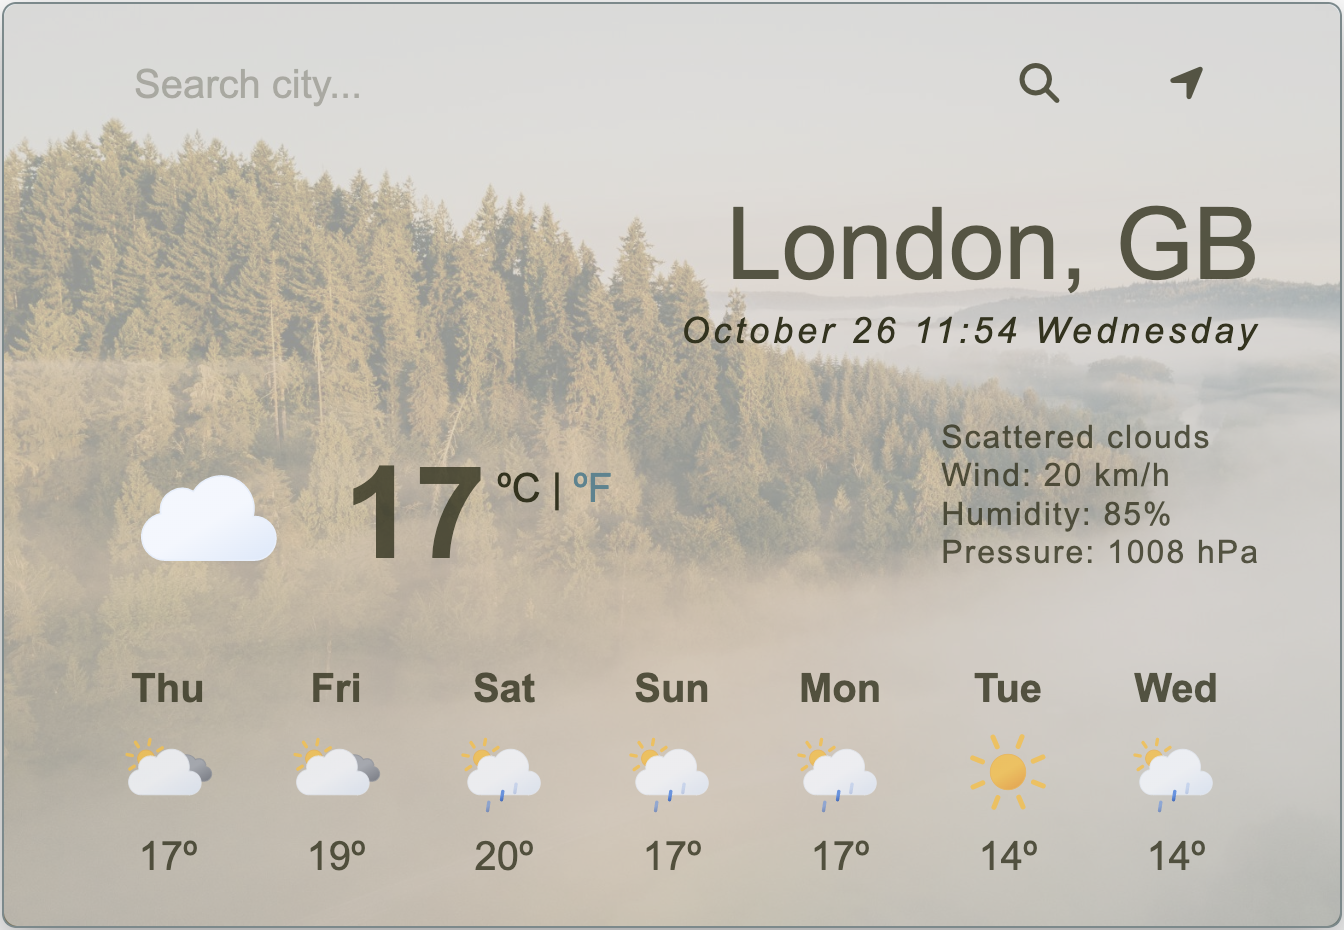 Search city...
London, GB
October 26 11:54 Wednesday
17 ºC | ºF
Scattered clouds
Wind: 20 km/h
Humidity: 85%
Pressure: 1008 hPa
Thu Fri Sat Sun Mon Tue Wed
17º 19º 20º 17º 17º 14º 14º